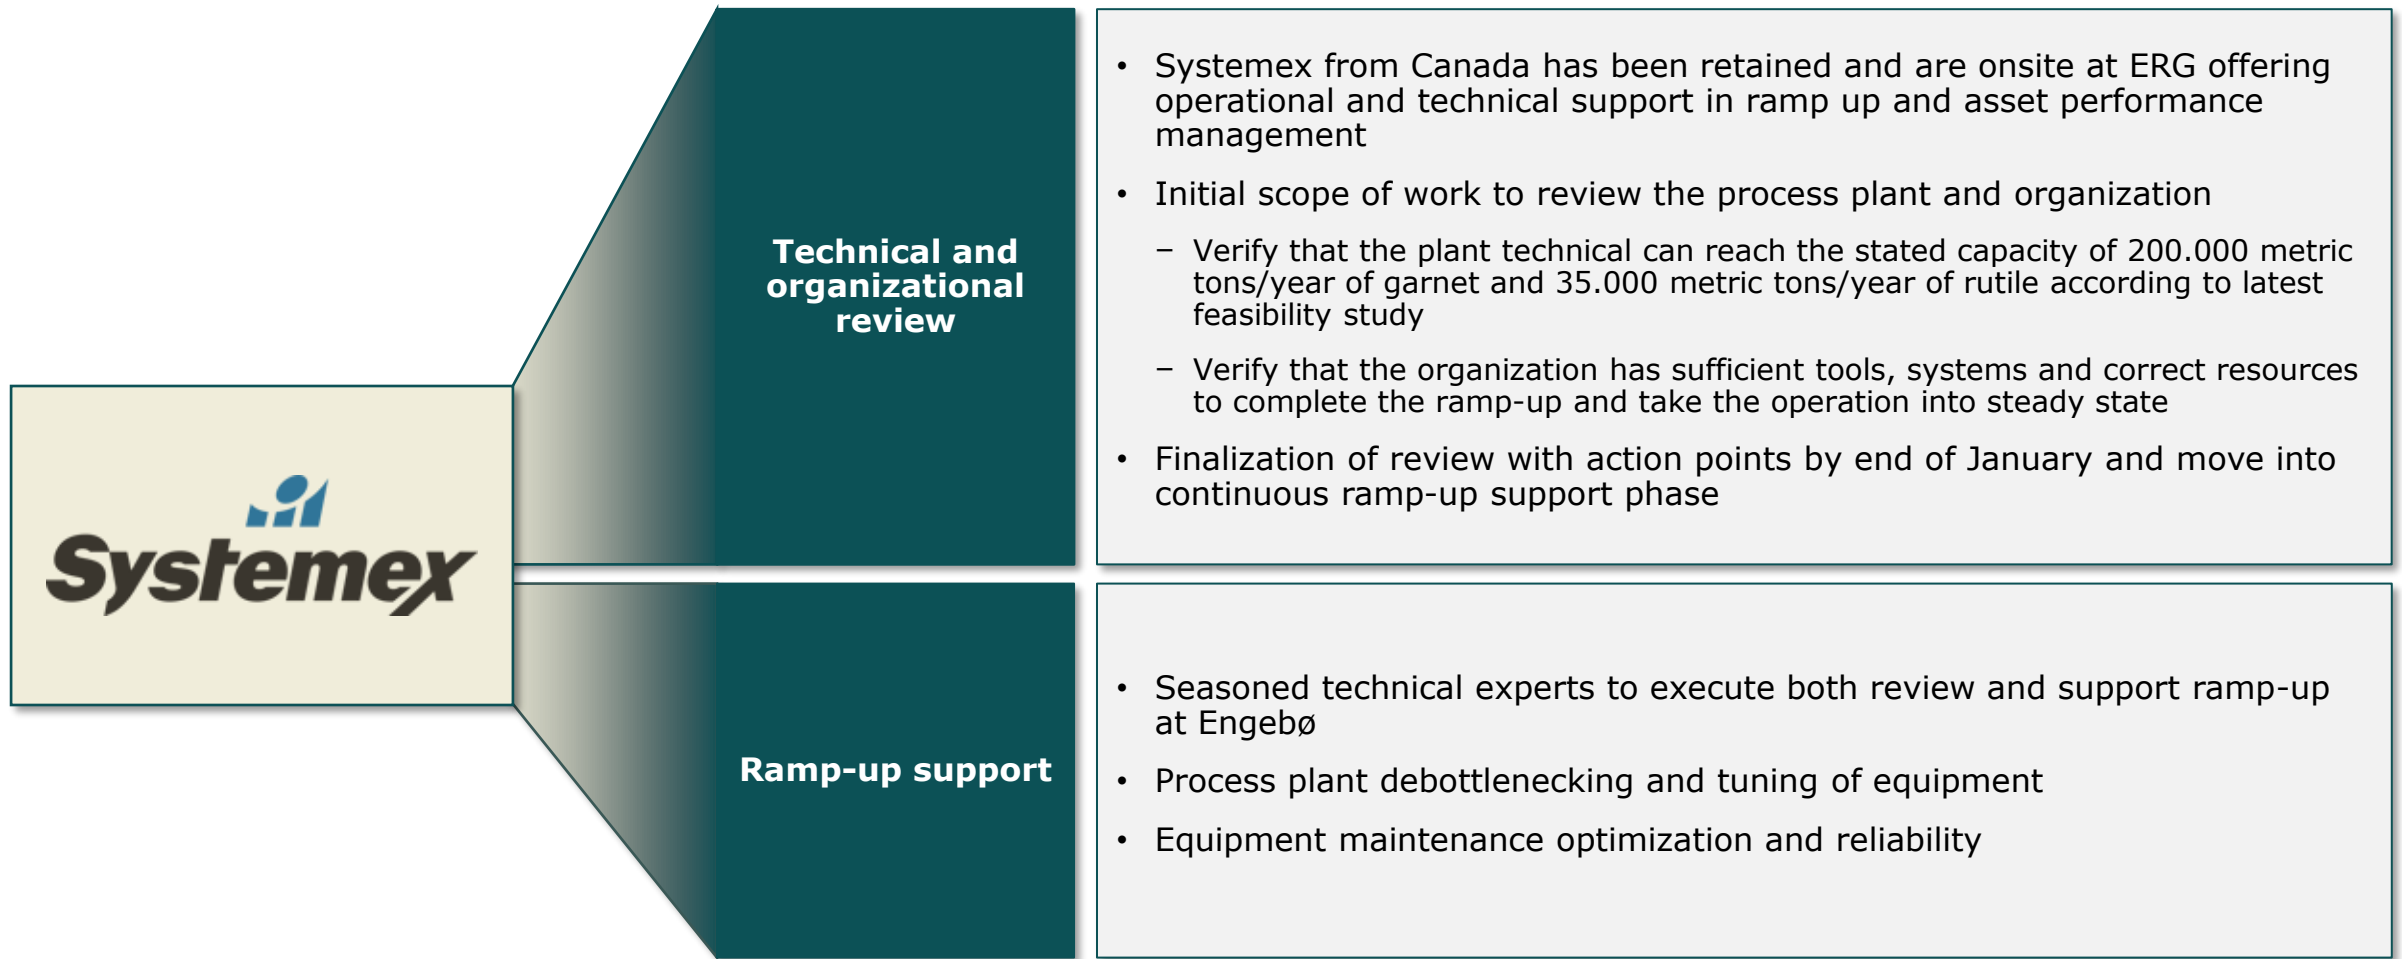 Systemex
Technical and
organizational
review
• Systemex from Canada has been retained and are onsite at ERG offering
operational and technical support in ramp up and asset performance
management
• Initial scope of work to review the process plant and organization
– Verify that the plant technical can reach the stated capacity of 200.000 metric
tons/year of garnet and 35.000 metric tons/year of rutile according to latest
feasibility study
– Verify that the organization has sufficient tools, systems and correct resources
to complete the ramp-up and take the operation into steady state
• Finalization of review with action points by end of January and move into
continuous ramp-up support phase
Ramp-up support
• Seasoned technical experts to execute both review and support ramp-up
at Engebø
• Process plant debottlenecking and tuning of equipment
• Equipment maintenance optimization and reliability